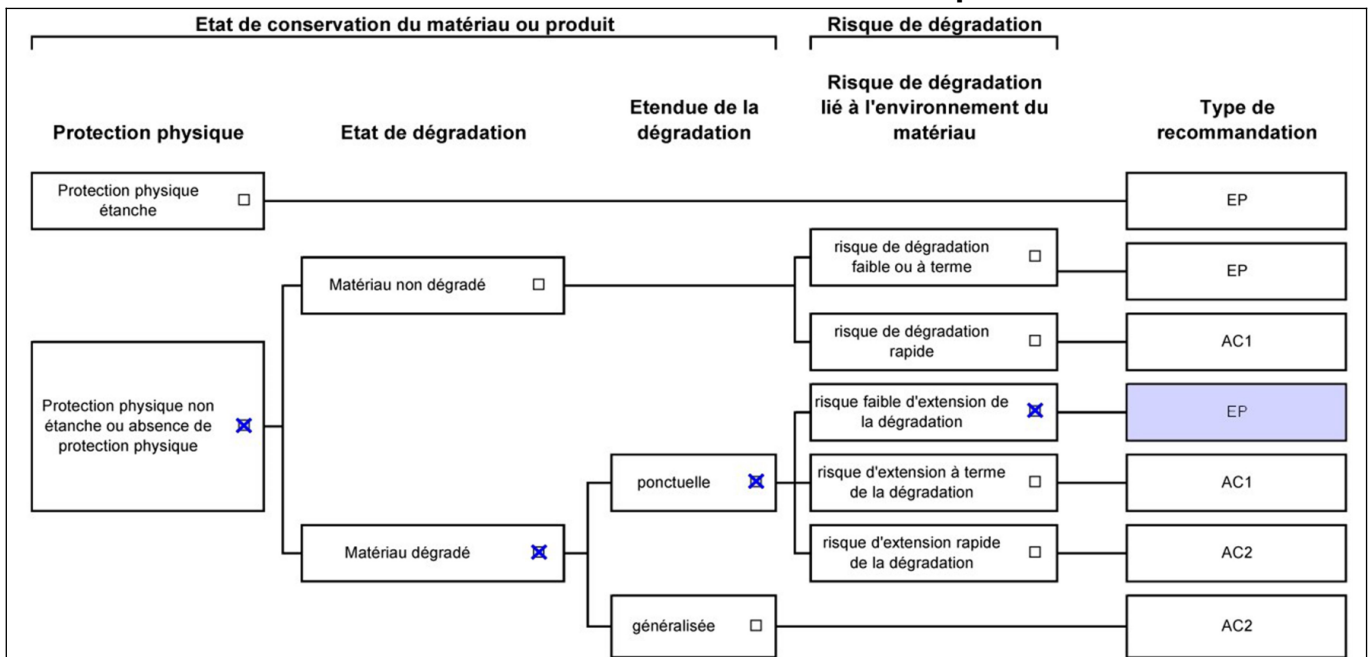 Etat de conservation du matériau ou produit
Risque de dégradation
Protection physique
Etat de dégradation
Etendue de la
dégradation
Risque de dégradation
lié à l'environnement du
matériau
Type de
recommandation
Protection physique
étanche
EP
Matériau non dégradé
risque de dégradation
faible ou à terme
EP
risque de dégradation
rapide
AC1
Protection physique non
étanche ou absence de
protection physique
risque faible d'extension de
la dégradation
EP
ponctuelle
risque d'extension à terme
de la dégradation
AC1
Matériau dégradé
risque d'extension rapide
de la dégradation
AC2
généralisée
AC2